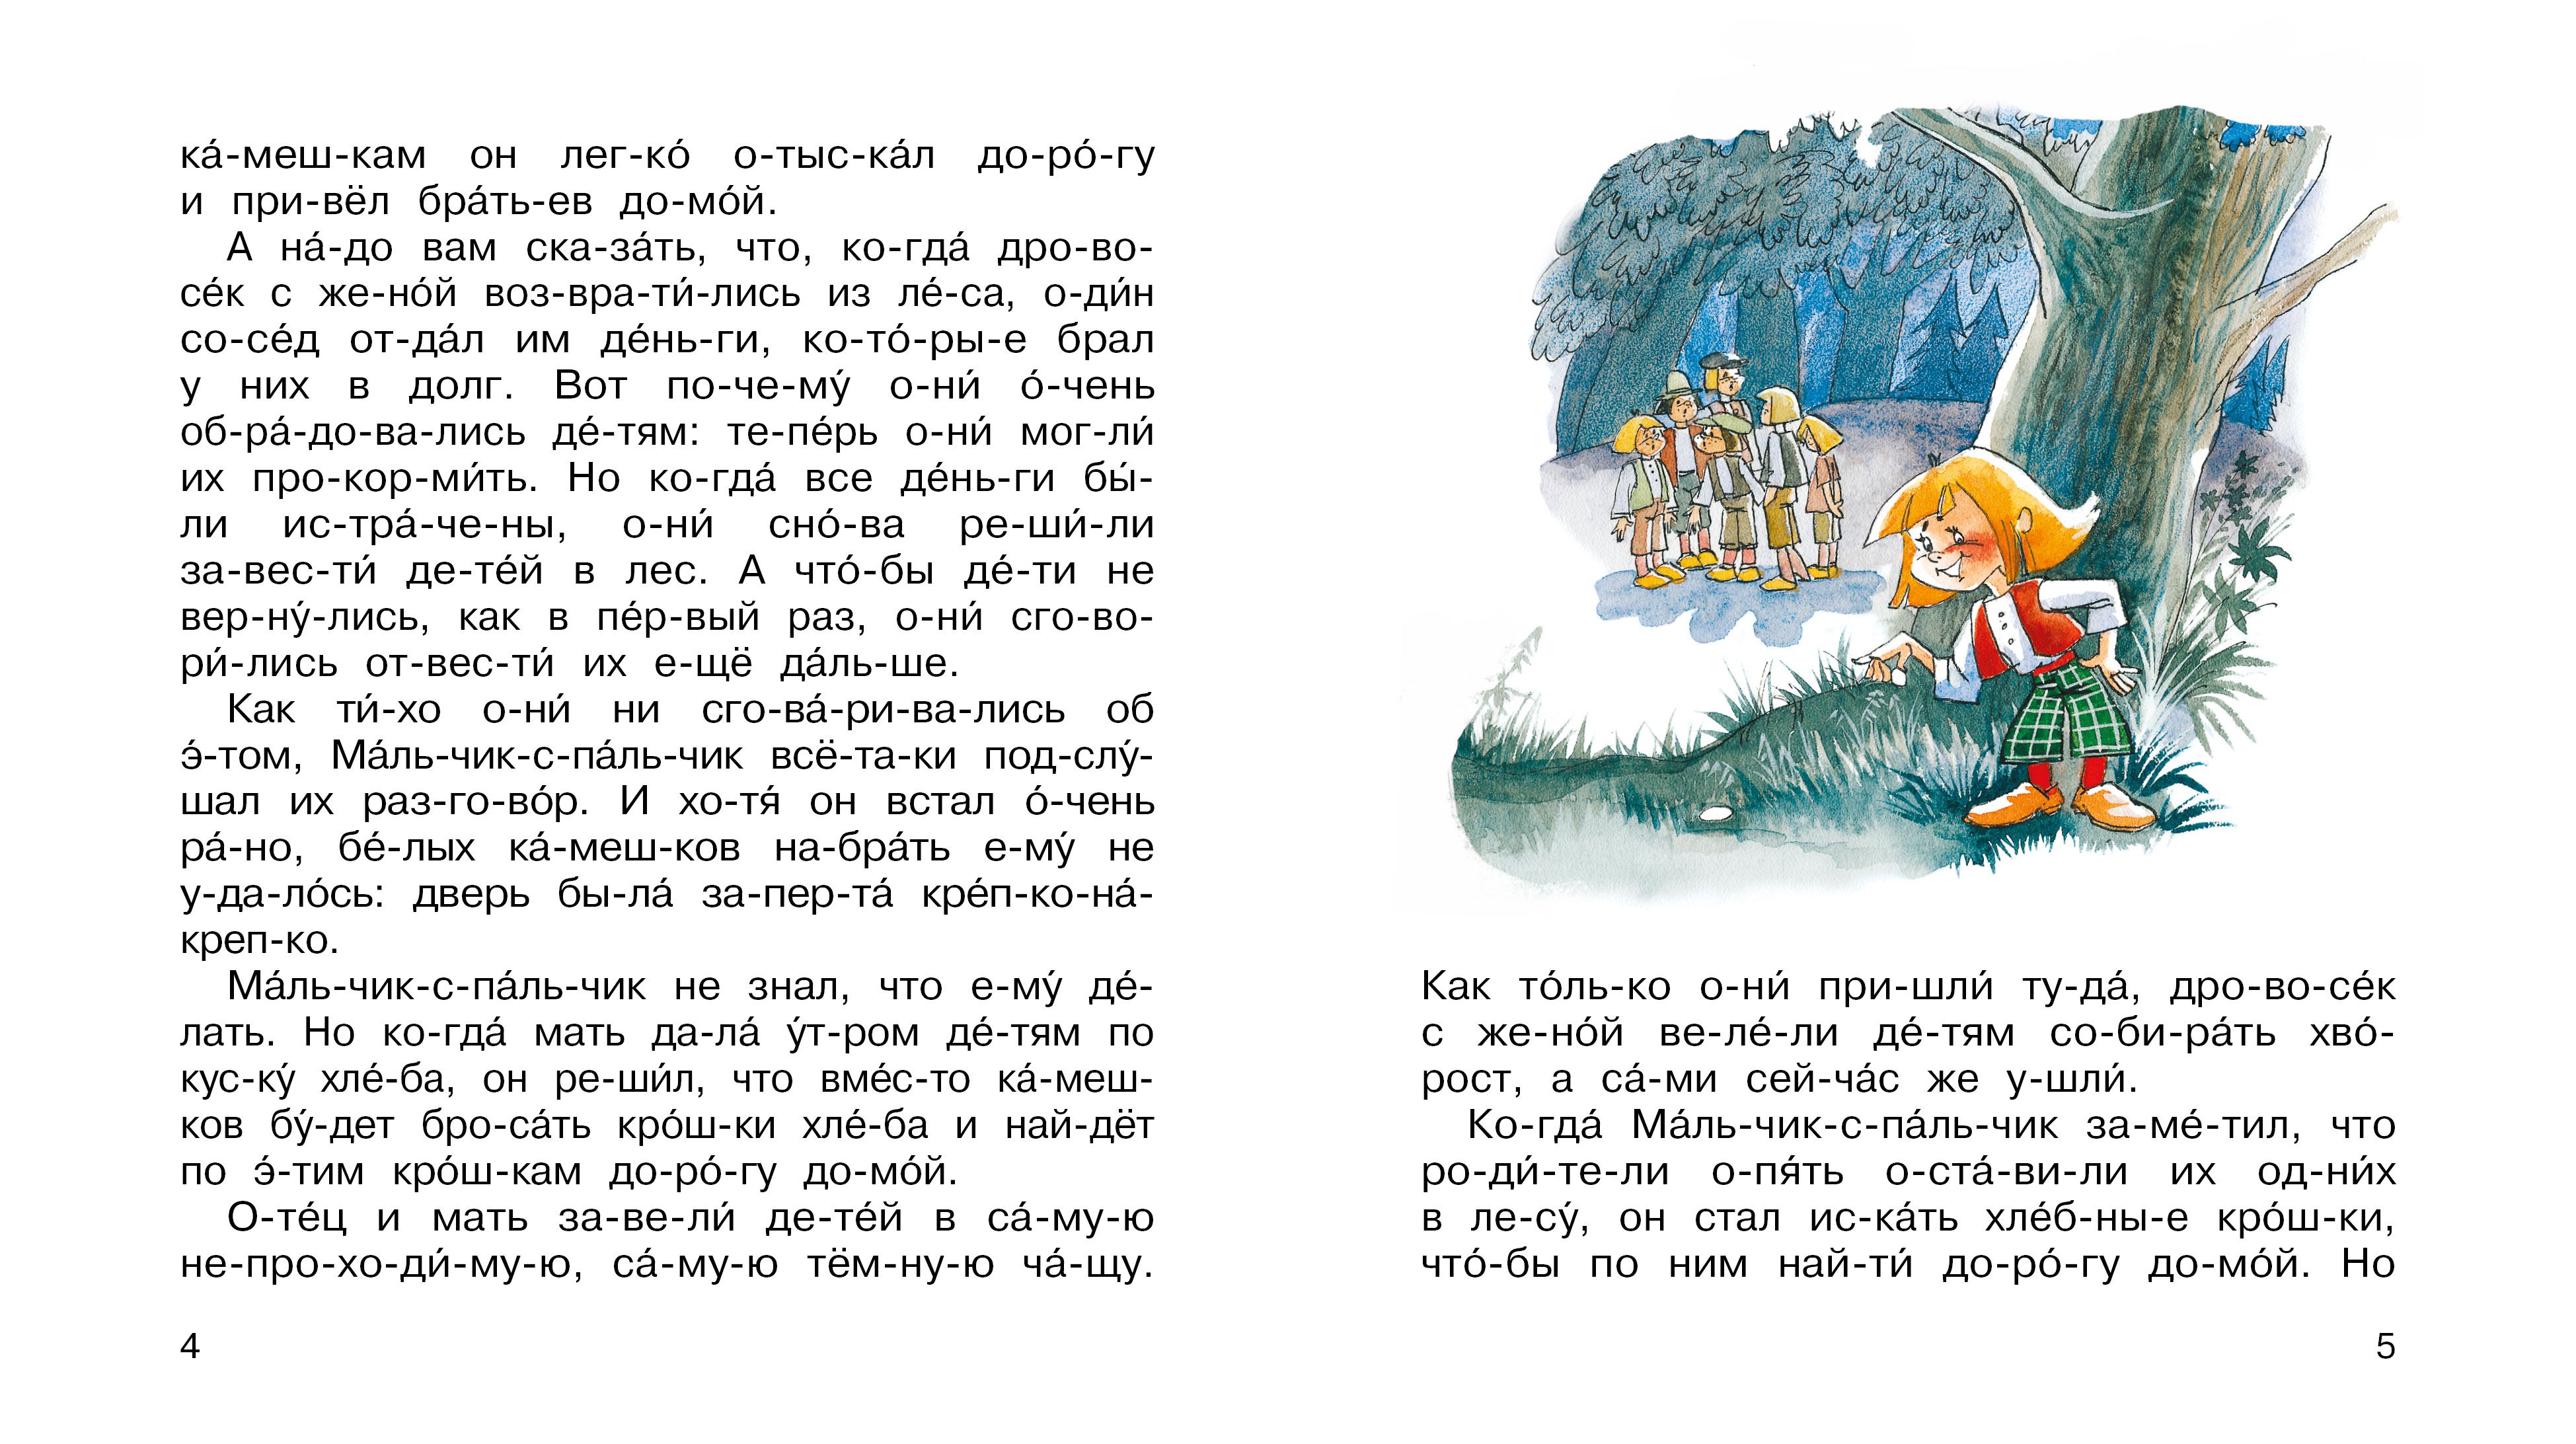 ка́-меш-кам он лег-ко́ о-тыс-ка́л до-ро́-гу
и при-вёл бра́ть-ев до-мо́й.
А на́-до вам ска-за́ть, что, ко-гда́ дро-во-
се́к с же-но́й воз-вра-ти́-лись из ле́-са, о-ди́н
со-се́д от-да́л им де́нь-ги, ко-то́-ры-е брал
у них в долг. Вот по-че-му́ о-ни́ о́-чень
об-ра́-до-ва-лись де́-тям: те-пе́рь о-ни́ мог-ли́
их про-кор-ми́ть. Но ко-гда́ все де́нь-ги бы́-
ли ис-тра́-че-ны, о-ни́ сно́-ва ре-ши́-ли
за-вес-ти́ де-те́й в лес. А что́-бы де́-ти не
вер-ну́-лись, как в пе́р-вый раз, о-ни́ сго-во-
ри́-лись от-вес-ти́ их е-щё да́ль-ше.
Как ти́-хо о-ни́ ни сго-ва́-ри-ва-лись об
э́-том, Ма́ль-чик-с-па́ль-чик всё-та-ки под-слу́-
шал их раз-го-во́р. И хо-тя́ он встал о́-чень
ра́-но, бе́-лых ка́-меш-ков на-бра́ть е-му́ не
у-да-ло́сь: дверь бы-ла́ за-пер-та́ кре́п-ко-на́-
креп-ко.
Ма́ль-чик-с-па́ль-чик не знал, что е-му́ де́-
лать. Но ко-гда́ мать да-ла́ у́т-ром де́-тям по
кус-ку́ хле́-ба, он ре-ши́л, что вме́с-то ка́-меш-
ков бу́-дет бро-са́ть кро́ш-ки хле́-ба и най-дёт
по э́-тим кро́ш-кам до-ро́-гу до-мо́й.
О-те́ц и мать за-ве-ли́ де-те́й в са́-му-ю
не-про-хо-ди́-му-ю, са́-му-ю тём-ну-ю ча́-щу.
4
Как то́ль-ко о-ни́ при-шли́ ту-да́, дро-во-се́к
с же-но́й ве-ле́-ли де́-тям со-би-ра́ть хво́-
рост, а са́-ми сей-ча́с же у-шли́.
Ко-гда́ Ма́ль-чик-с-па́ль-чик за-ме́-тил, что
ро-ди́-те-ли о-пя́ть о-ста́-ви-ли их од-ни́х
в ле-су́, он стал ис-ка́ть хле́б-ны-е кро́ш-ки,
что́-бы по ним най-ти́ до-ро́-гу до-мо́й. Но
5